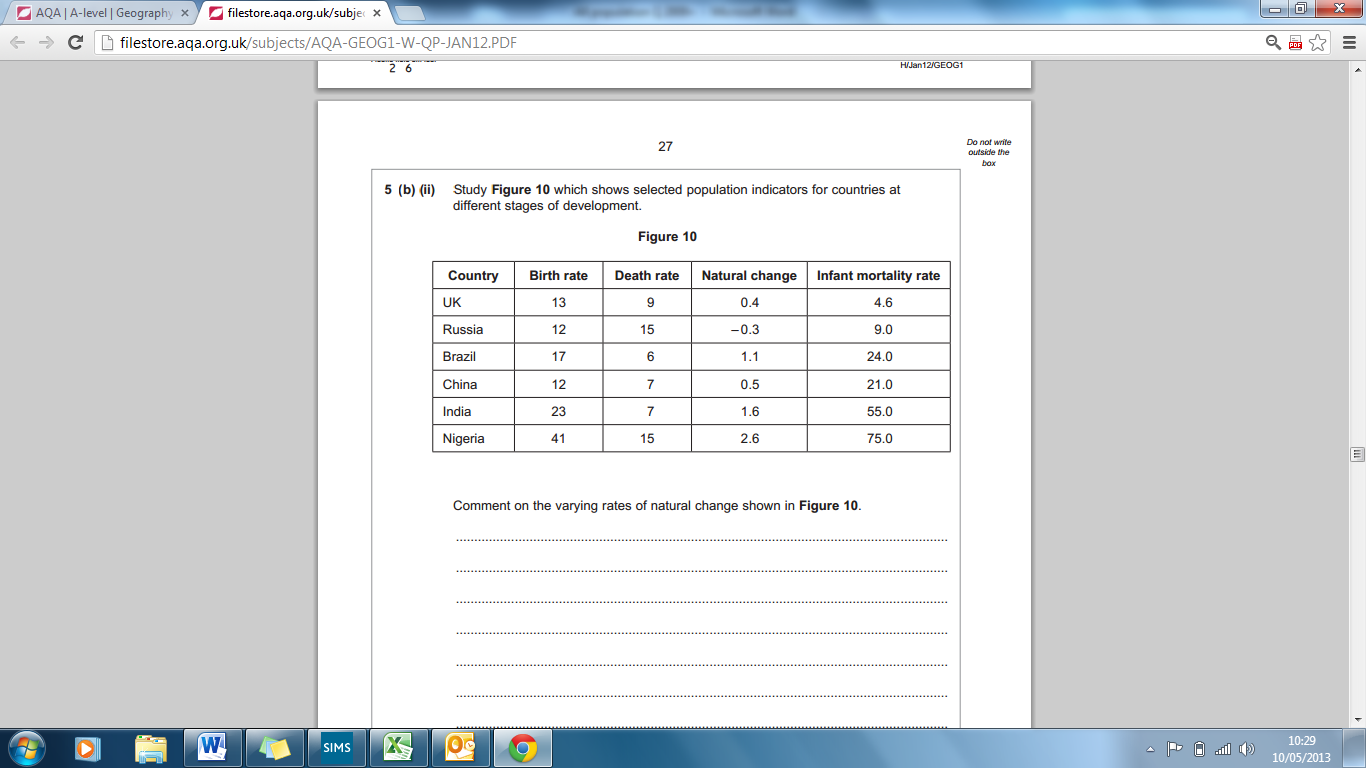 AQA | A-level | Geography
filestore.aqa.org.uk/subje
filestore.aqa.org.uk/subjects/AQA-GEOG1-W-QP-JAN12.PDF
2 6
H/Jan12/GEOG1
27
Do not write
outside the
box
5 (b) (ii) Study Figure 10 which shows selected population indicators for countries at
different stages of development.
Figure 10
Country Birth rate Death rate Natural change Infant mortality rate
UK 13 9 0.4 4.6
Russia 12 15 –0.3 9.0
Brazil 17 6 1.1 24.0
China 12 7 0.5 21.0
India 23 7 1.6 55.0
Nigeria 41 15 2.6 75.0
Comment on the varying rates of natural change shown in Figure 10.
SIMS
10:29
10/05/2013